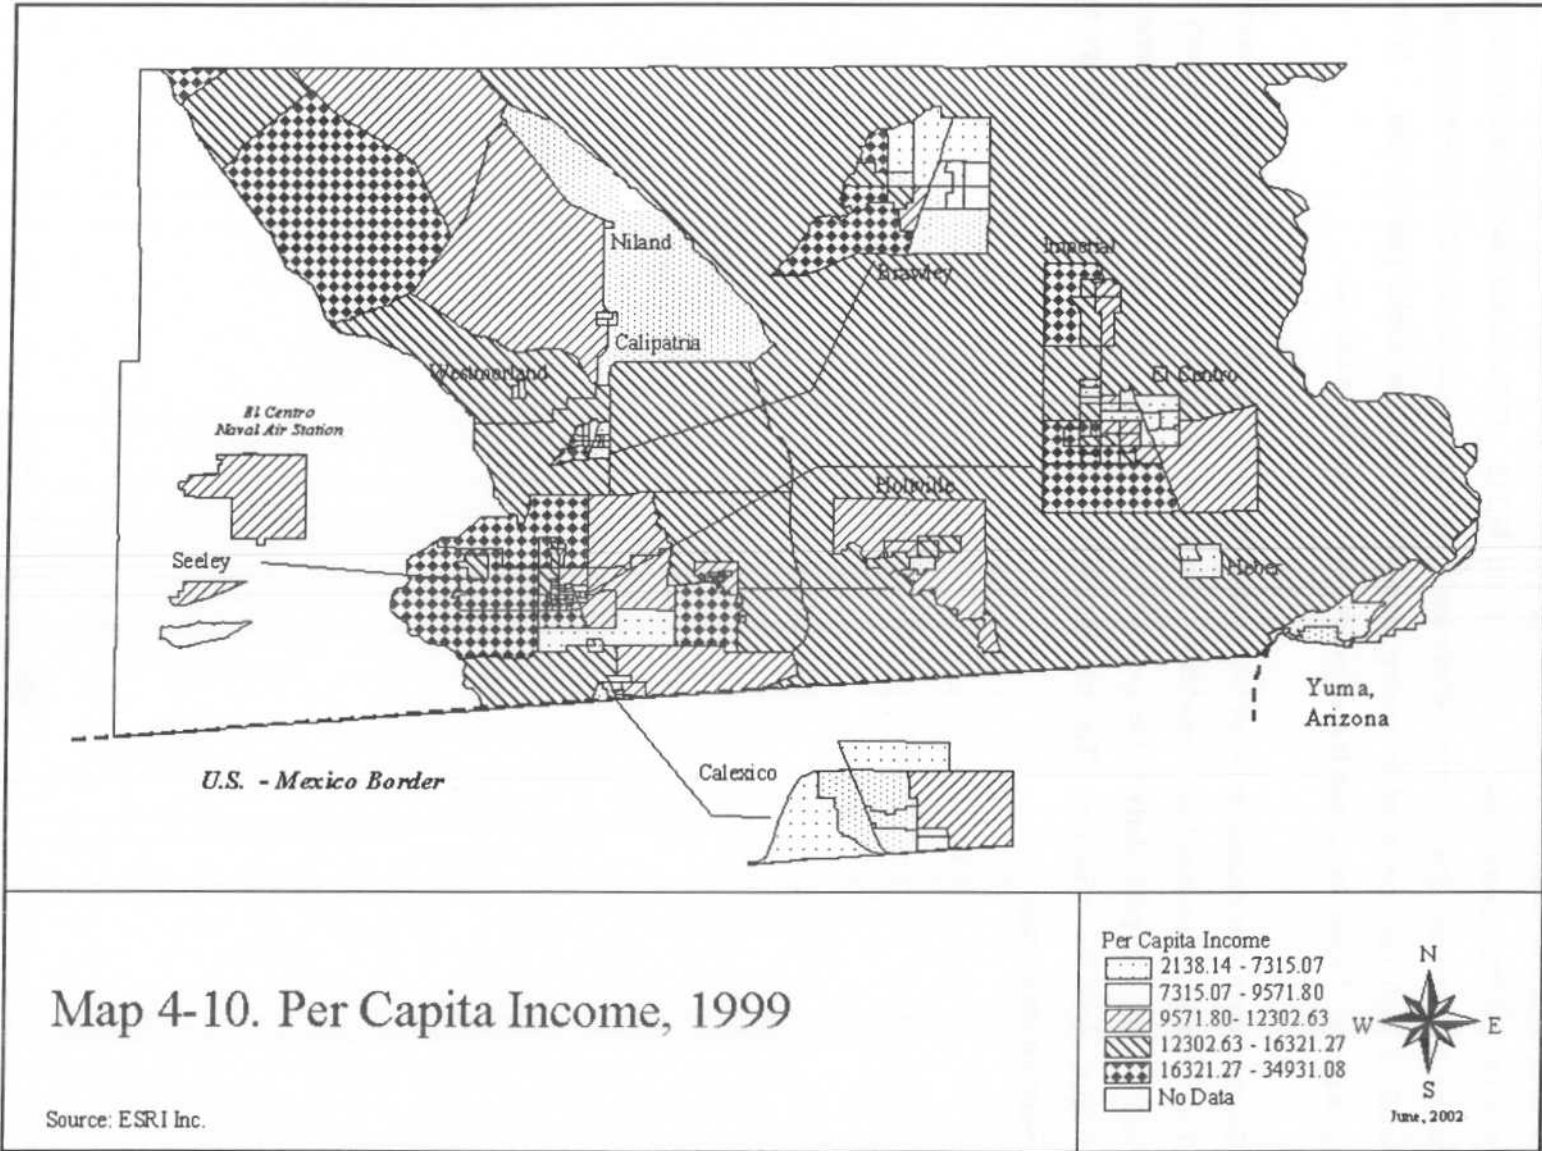 Niland
Imperial
Brawley
Calipatria
Westmorland
El Centro
El Centro
Naval Air Station
Holtville
Seeley
Heber
Yuma,
Arizona
U.S. - Mexico Border
Calexico
Map 4-10. Per Capita Income, 1999
Source: ESRI Inc.
Per Capita Income
2138.14 - 7315.07
7315.07 - 9571.80
9571.80- 12302.63
12302.63 - 16321.27
16321.27 - 34931.08
No Data
N
W E
S
June, 2002